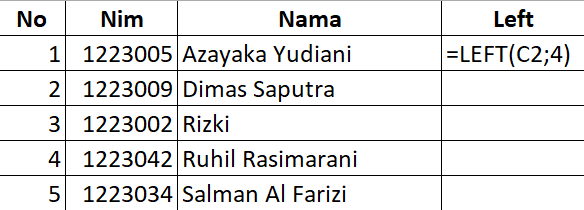 No Nim Nama Left
1 1223005 Azayaka Yudiani =LEFT(C2;4)
2 1223009 Dimas Saputra
3 1223002 Rizki
4 1223042 Ruhil Rasimarani
5 1223034 Salman Al Farizi